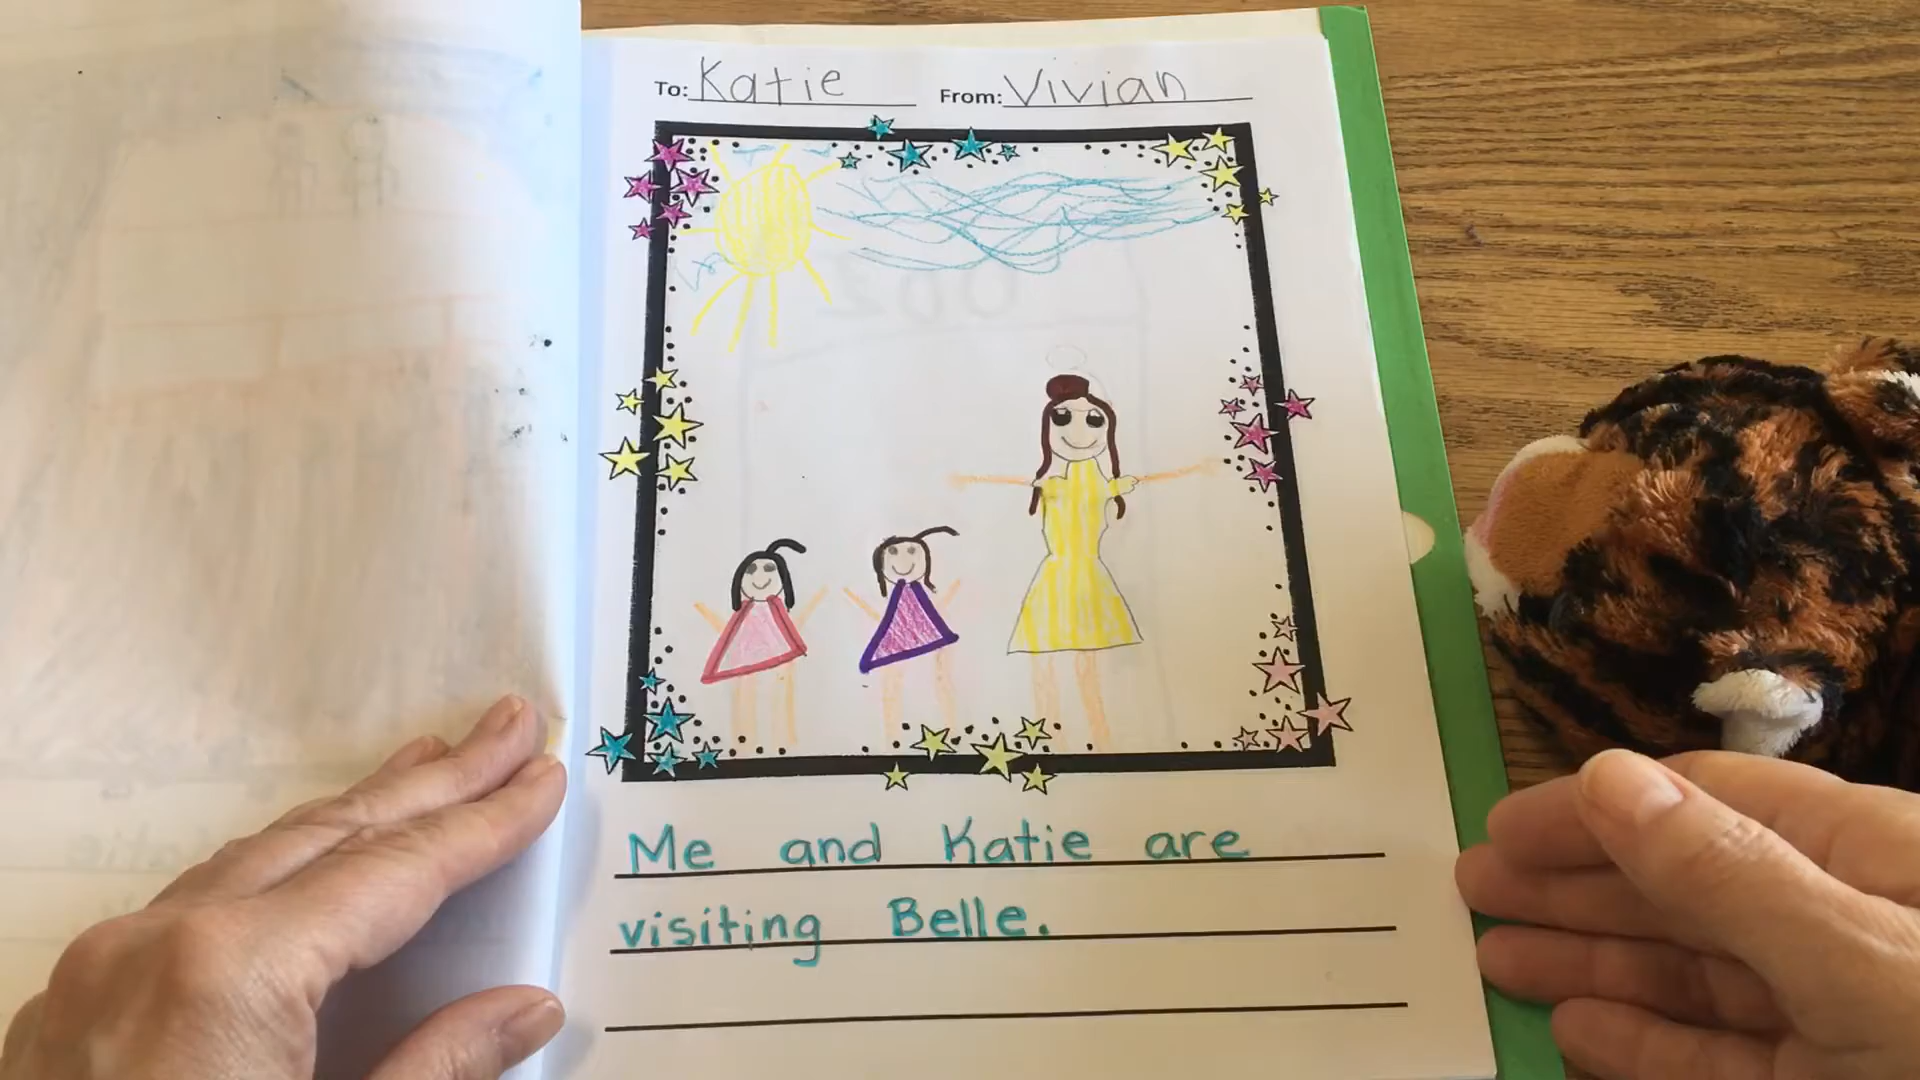 To: Katie From: Vivian
Me and Katie are
visiting Belle.